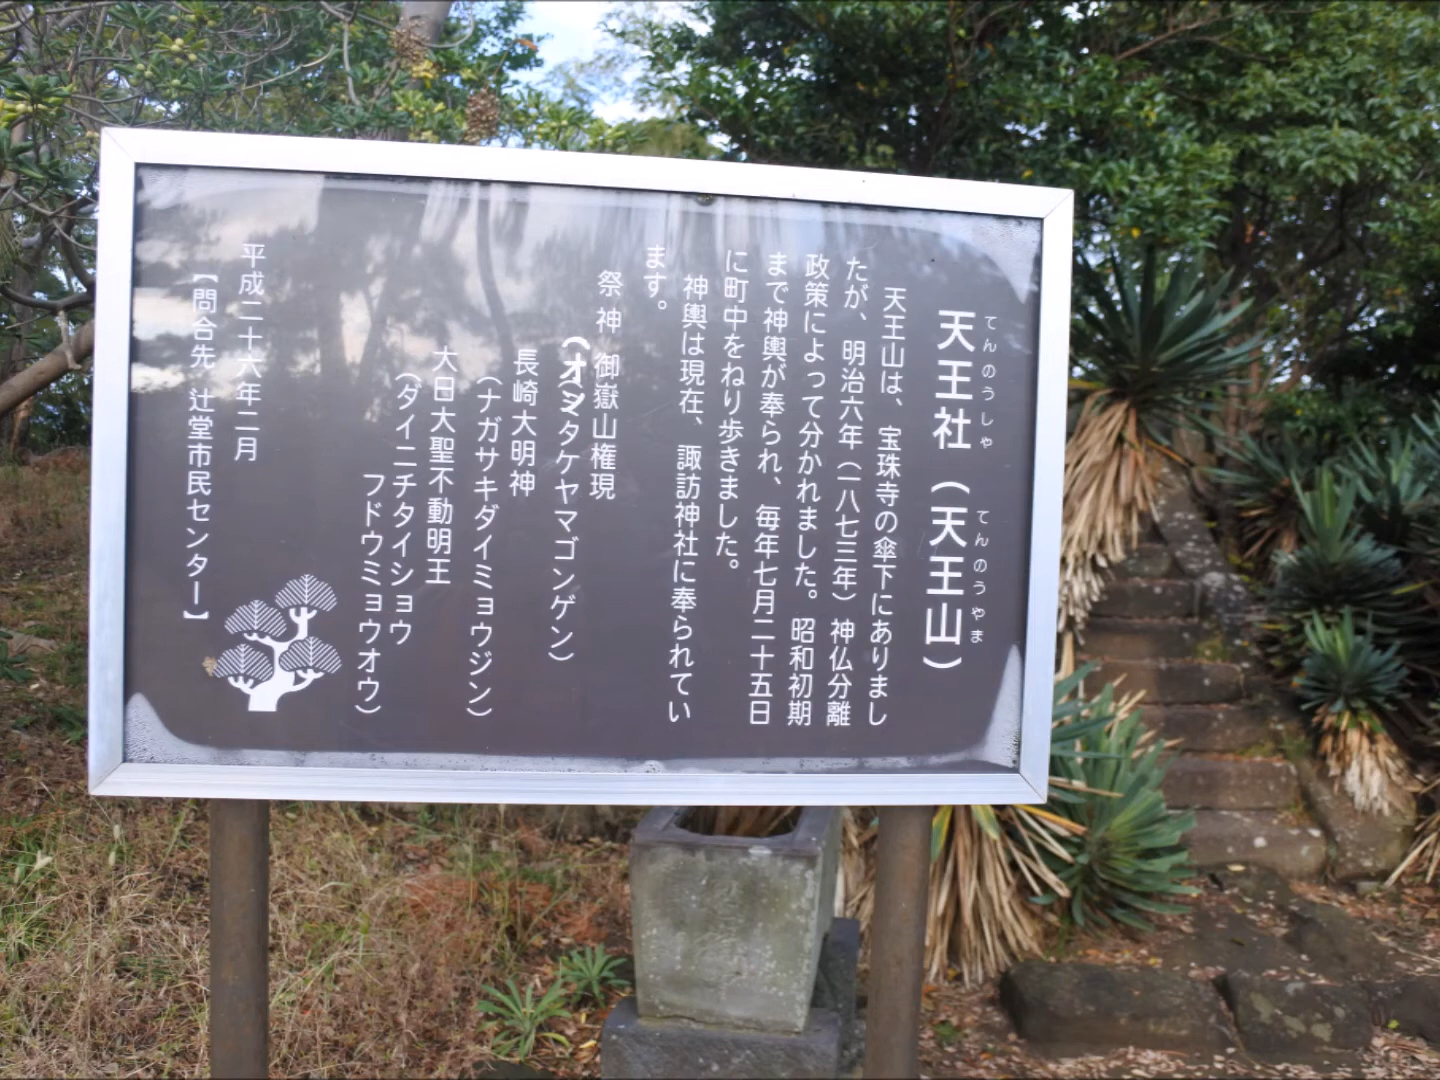 てんのうしゃ てんのうやま
天王社（天王山）
天王山は、宝珠寺の傘下にありまし
たが、明治六年（一八七三年）神仏分離
政策によって分かれました。昭和初期
まで神輿が奉られ、毎年七月二十五日
に町中をねり歩きました。
神輿は現在、諏訪神社に奉られてい
ます。
祭神 御嶽山権現
（オンタケヤマゴンゲン）
長崎大明神
（ナガサキダイミョウジン）
大日大聖不動明王
（ダイニチタイショウ
フドウミョウオウ）
平成二十六年二月
【問合先 辻堂市民センター】